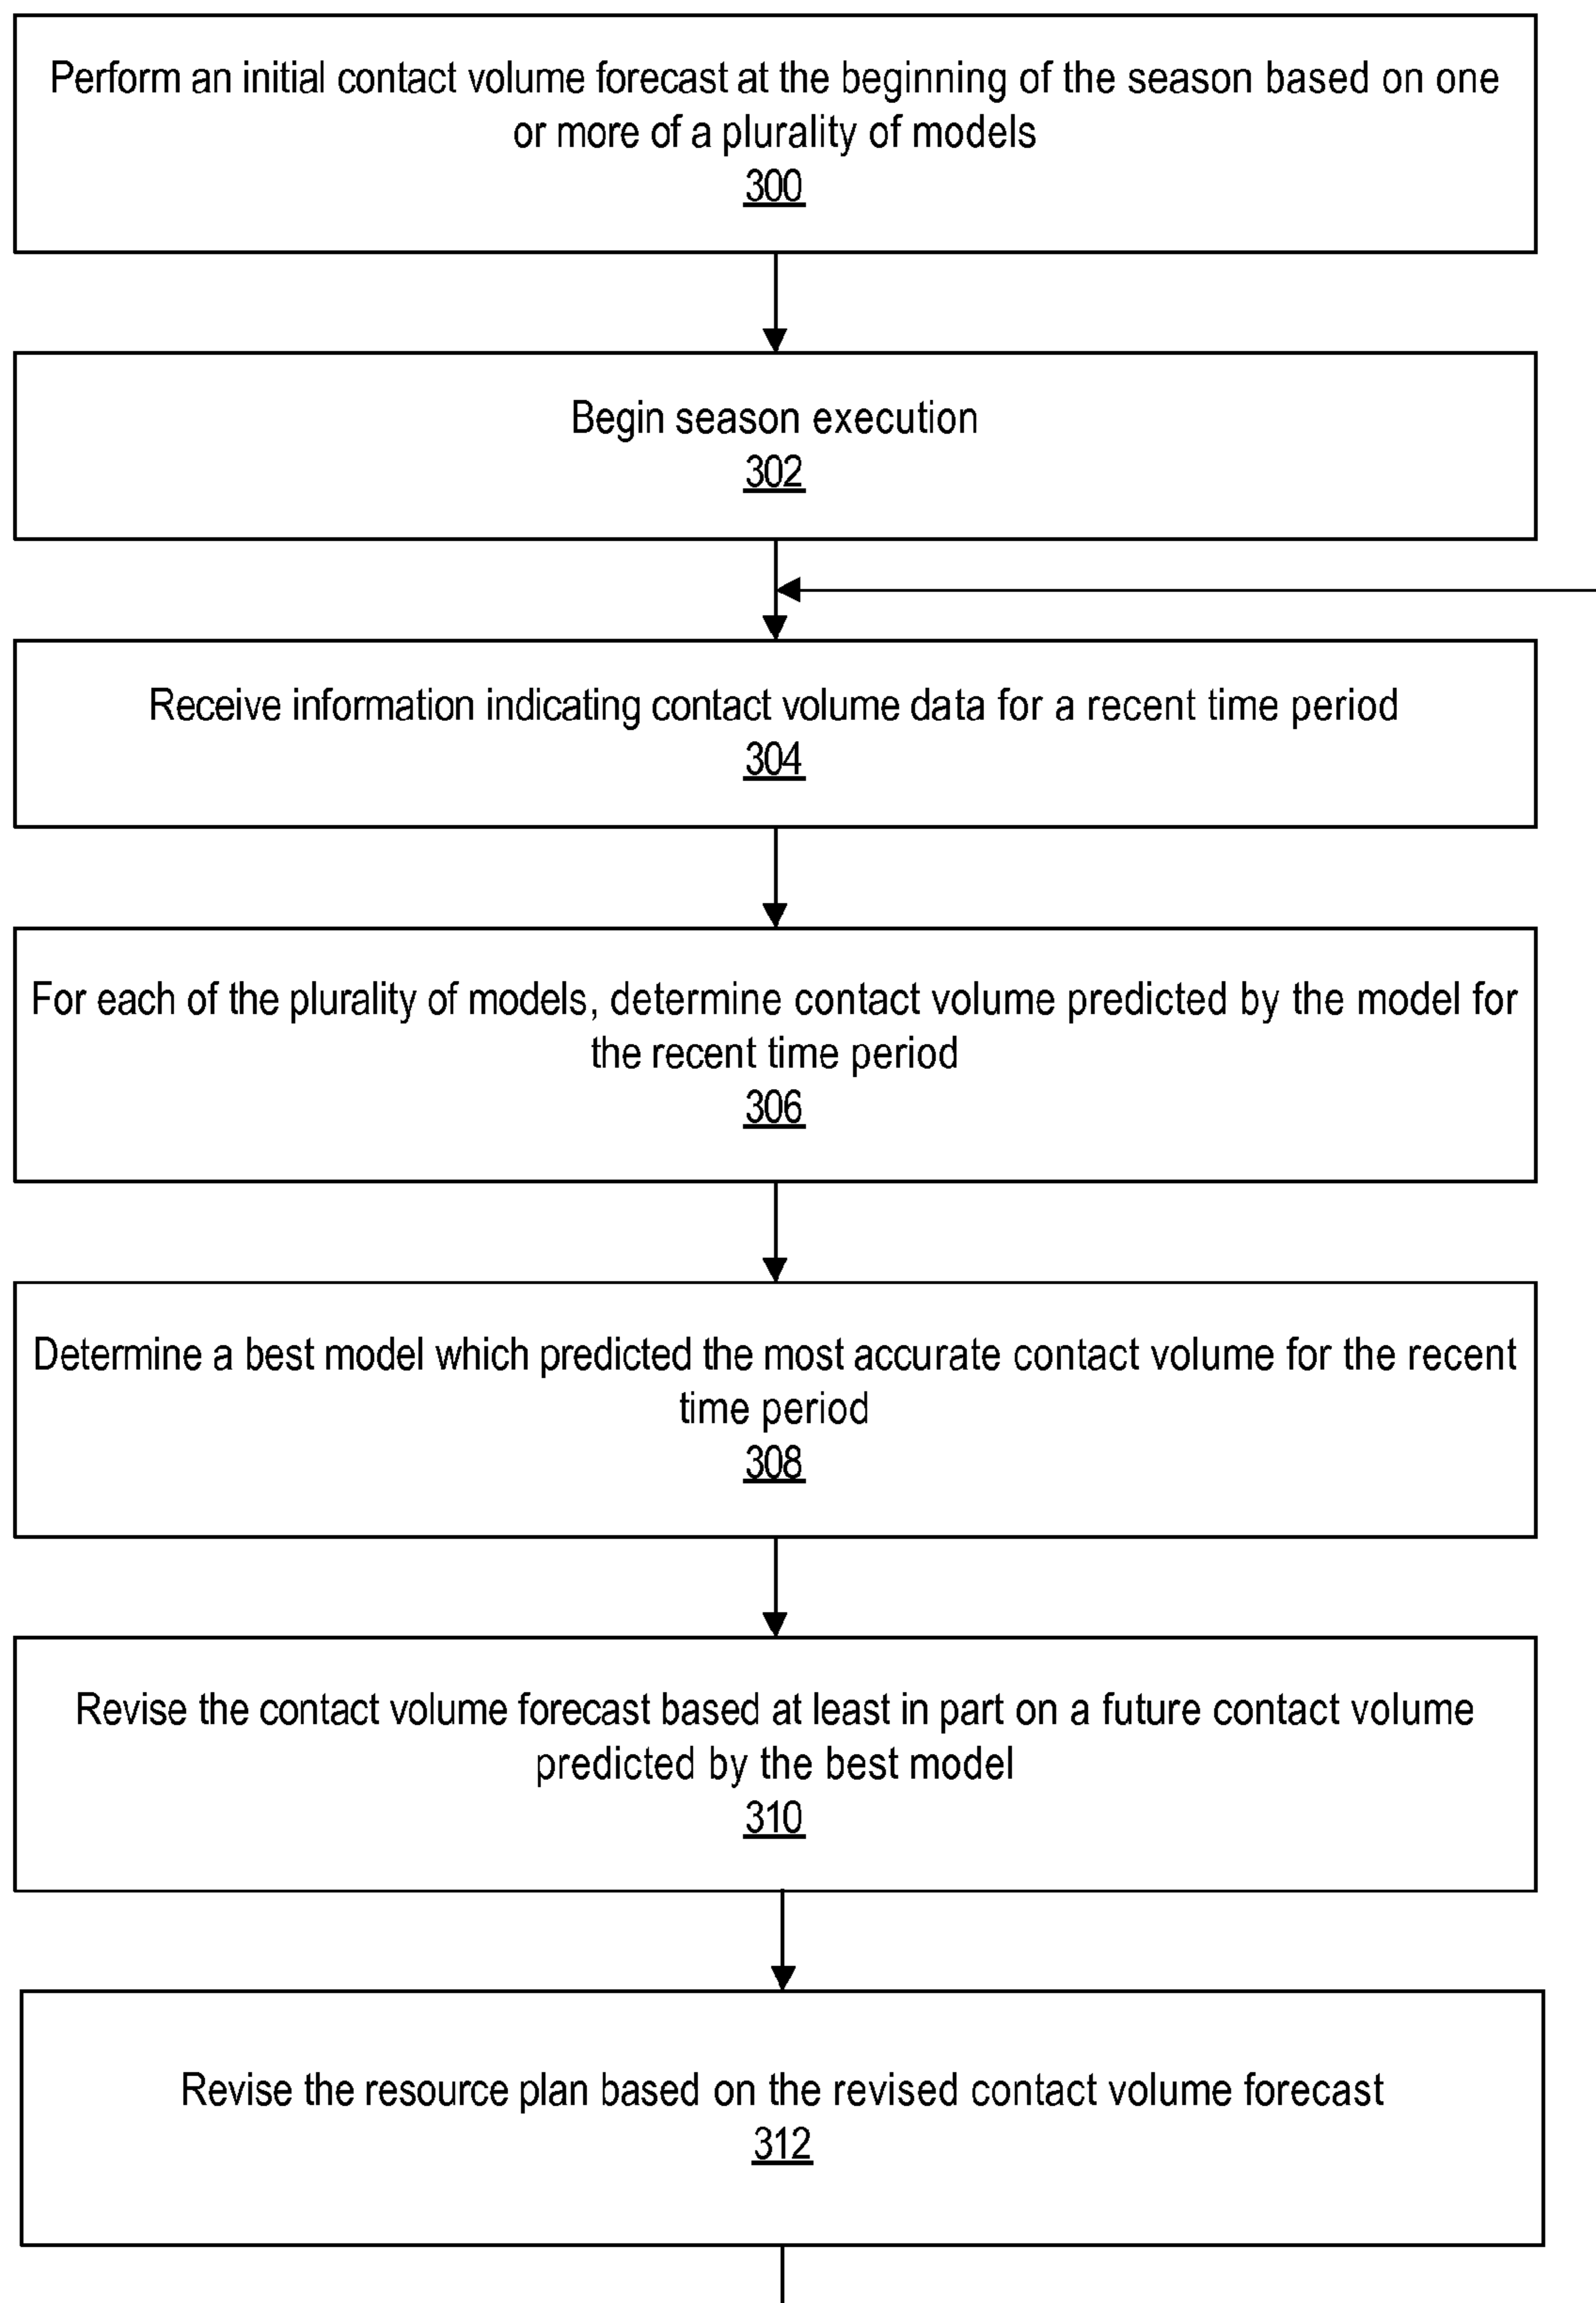 Perform an initial contact volume forecast at the beginning of the season based on one
or more of a plurality of models
300
Begin season execution
302
Receive information indicating contact volume data for a recent time period
304
For each of the plurality of models, determine contact volume predicted by the model for
the recent time period
306
Determine a best model which predicted the most accurate contact volume for the recent
time period
308
Revise the contact volume forecast based at least in part on a future contact volume
predicted by the best model
310
Revise the resource plan based on the revised contact volume forecast
312